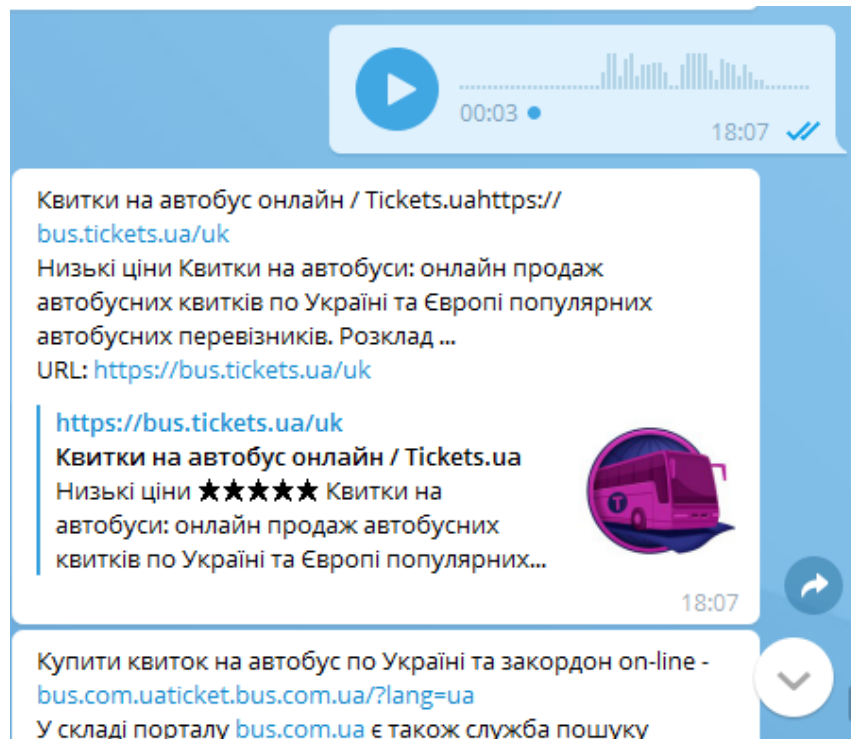 00:03
18:07
Квитки на автобус онлайн / Tickets.uahttps://
bus.tickets.ua/uk
Низькі ціни Квитки на автобуси: онлайн продаж
автобусних квитків по Україні та Європі популярних
автобусних перевізників. Розклад ...
URL: https://bus.tickets.ua/uk
https://bus.tickets.ua/uk
Квитки на автобус онлайн / Tickets.ua
Низькі ціни ★★★★★ Квитки на
автобуси: онлайн продаж автобусних
квитків по Україні та Європі популярних...
T
18:07
Купити квиток на автобус по Україні та закордон on-line -
bus.com.uaticket.bus.com.ua/?lang=ua
У складі порталу bus.com.ua є також служба пошуку